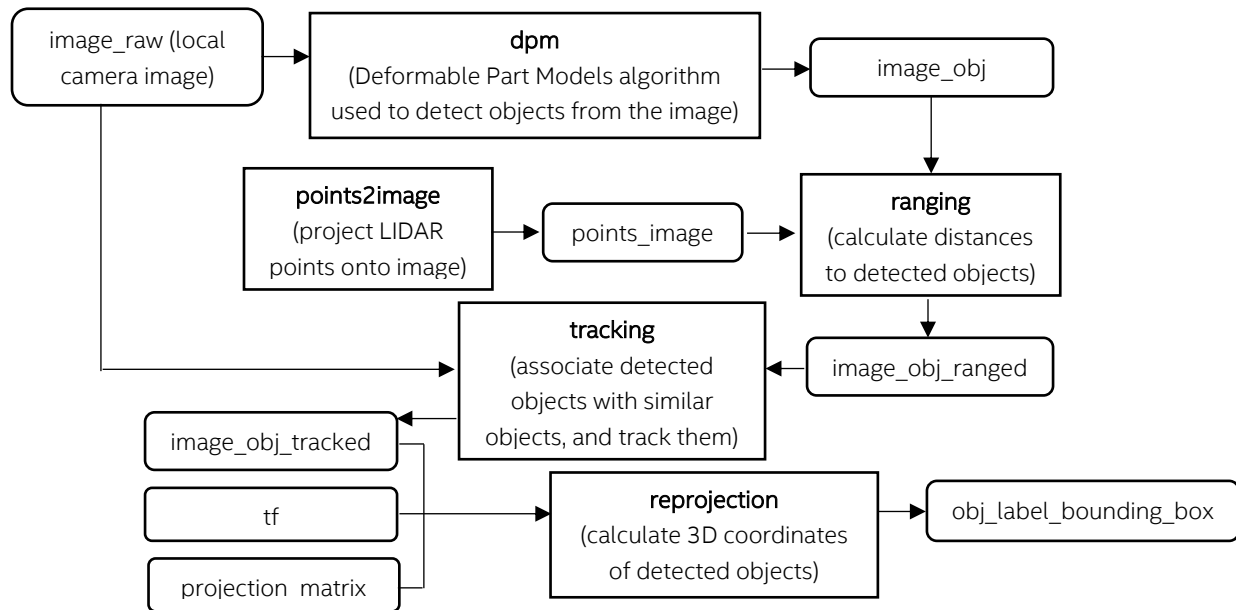 image_raw (local
camera image)
dpm
(Deformable Part Models algorithm
used to detect objects from the image)
image_obj
points2image
(project LIDAR
points onto image)
points_image
ranging
(calculate distances
to detected objects)
tracking
(associate detected
objects with similar
objects, and track them)
image_obj_ranged
image_obj_tracked
tf
projection_matrix
reprojection
(calculate 3D coordinates
of detected objects)
obj_label_bounding_box